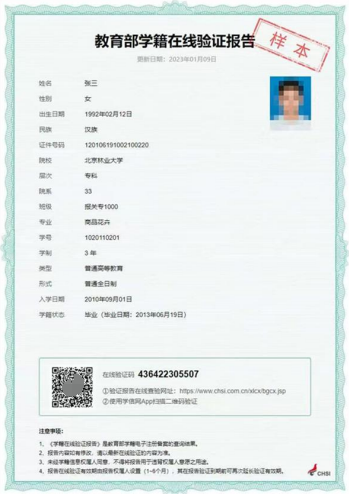 教育部学籍在线验证报告
样本
更新日期：2023年01月09日
姓名 张三
性别 女
出生日期 1992年02月12日
民族 汉族
证件号码 120106191002100220
院校 北京林业大学
层次 专科
院系 33
班级 报关专1000
专业 商品花卉
学号 1020110201
学制 3 年
类型 普通高等教育
形式 普通全日制
入学日期 2010年09月01日
学籍状态 毕业（毕业日期：2013年06月19日）
在线验证码 436422305507
①验证报告在线查验网址：https://www.chsi.com.cn/xlcx/bgcx.jsp
②使用学信网App扫描二维码验证
注意事项：
1、《学籍在线验证报告》是教育部学籍电子注册备案的查询结果。
2、报告内容如有修改，请以最新在线验证的内容为准。
3、未经学籍信息权属人同意，不得将报告用于违背权属人意愿之用途。
4、报告在线验证有效期由报告权属人设置（1~6个月），其在报告验证到期前可再次延长验证有效期。
CHSI